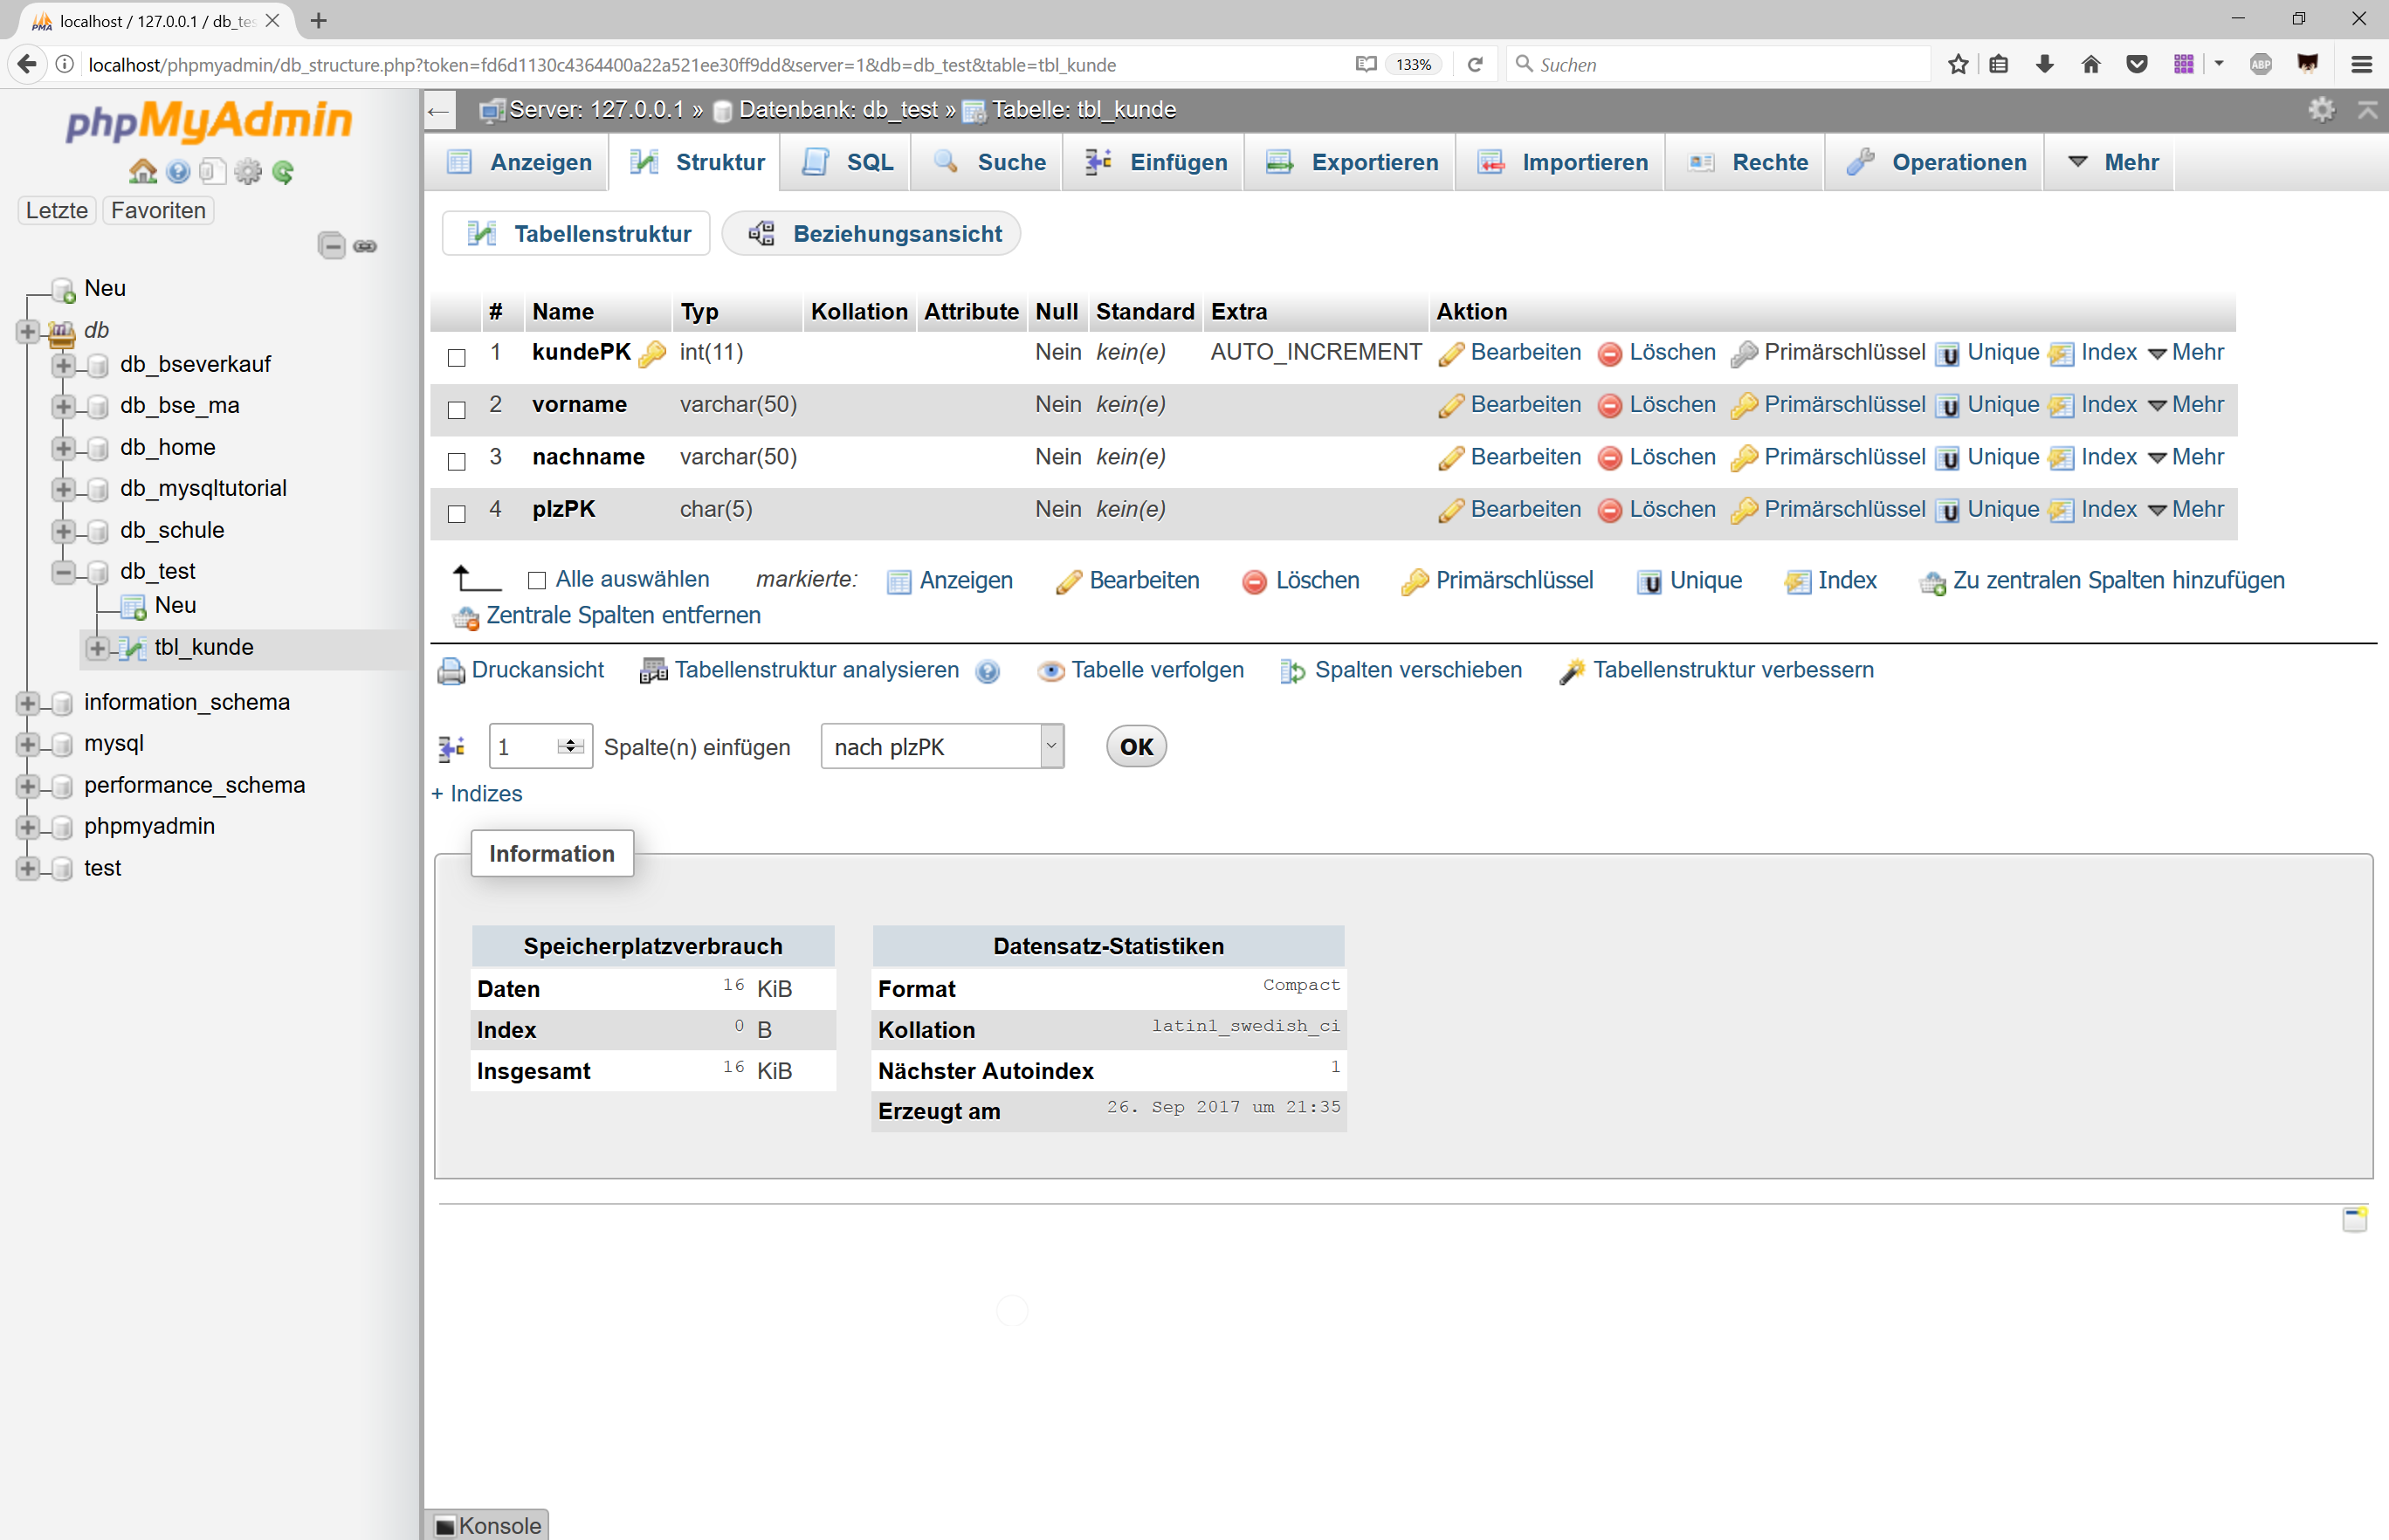 localhost / 127.0.0.1 / db_te
localhost/phpmyadmin/db_structure.php?token=fd6d1130c4364400a22a521ee30ff9dd&server=1&db=db_test&table=tbl_kunde
133%
Suchen
ABP
phpMyAdmin
Letzte Favoriten
Neu
db
db_bseverkauf
db_bse_ma
db_home
db_mysqltutorial
db_schule
db_test
Neu
tbl_kunde
information_schema
mysql
performance_schema
phpmyadmin
test
Server: 127.0.0.1 » Datenbank: db_test » Tabelle: tbl_kunde
Anzeigen Struktur SQL Suche Einfügen Exportieren Importieren Rechte Operationen Mehr
Tabellenstruktur Beziehungsansicht
# Name Typ Kollation Attribute Null Standard Extra Aktion
1 kundePK int(11) Nein kein(e) AUTO_INCREMENT Bearbeiten Löschen Primärschlüssel Unique Index Mehr
2 vorname varchar(50) Nein kein(e) Bearbeiten Löschen Primärschlüssel Unique Index Mehr
3 nachname varchar(50) Nein kein(e) Bearbeiten Löschen Primärschlüssel Unique Index Mehr
4 plzPK char(5) Nein kein(e) Bearbeiten Löschen Primärschlüssel Unique Index Mehr
Alle auswählen markierte: Anzeigen Bearbeiten Löschen Primärschlüssel Unique Index Zu zentralen Spalten hinzufügen
Zentrale Spalten entfernen
Druckansicht Tabellenstruktur analysieren Tabelle verfolgen Spalten verschieben Tabellenstruktur verbessern
1 Spalte(n) einfügen nach plzPK OK
+ Indizes
Information
Speicherplatzverbrauch
Daten 16 KiB
Index 0 B
Insgesamt 16 KiB
Datensatz-Statistiken
Format Compact
Kollation latin1_swedish_ci
Nächster Autoindex 1
Erzeugt am 26. Sep 2017 um 21:35
Konsole